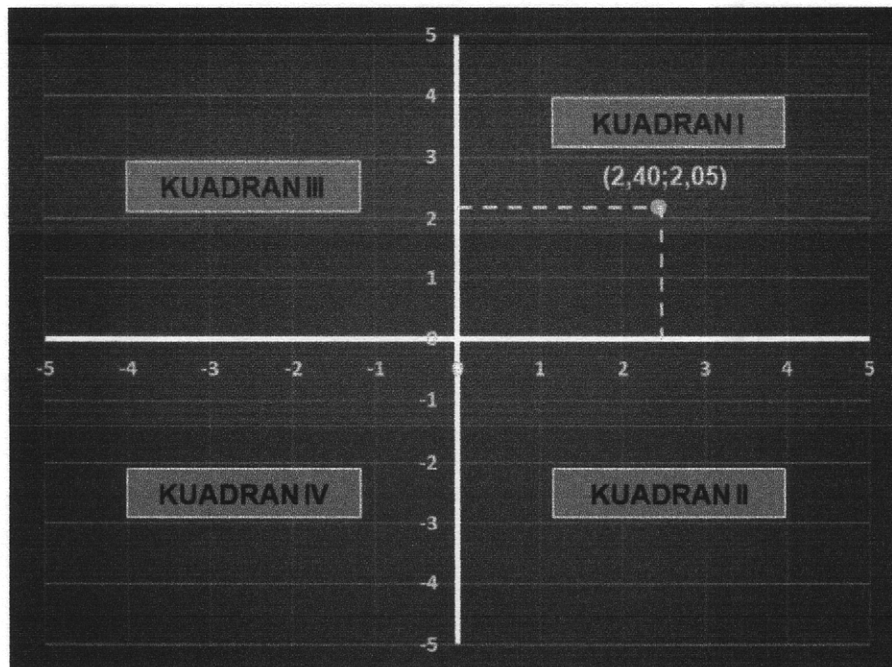 5
4
KUADRAN I
3
KUADRAN III
(2,40;2,05)
2
1
0
-5 -4 -3 -2 -1 0 1 2 3 4 5
-1
-2
KUADRAN IV
KUADRAN II
-3
-4
-5